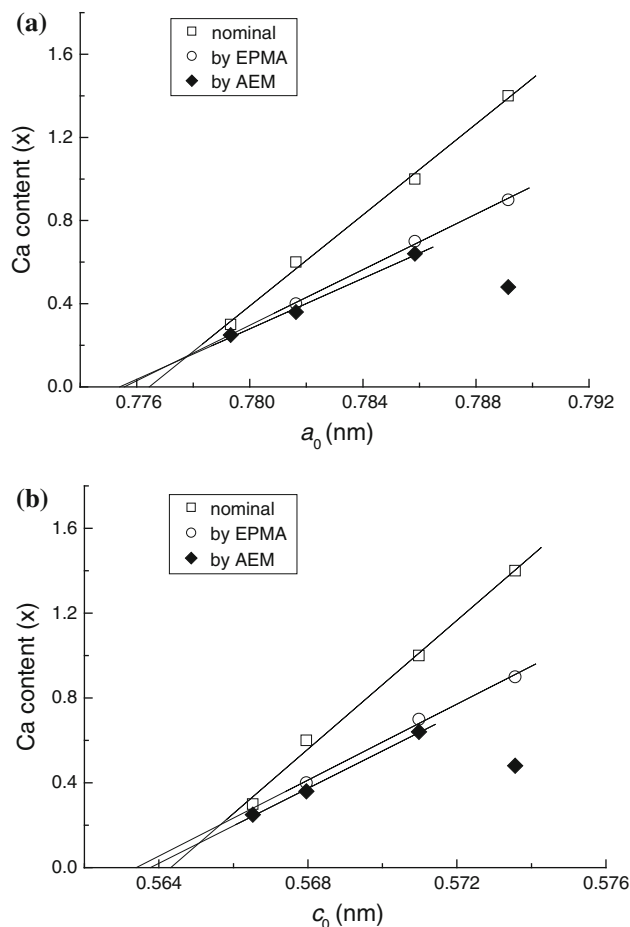 (a)
nominal
by EPMA
by AEM
1.6
1.2
0.8
0.4
0.0
Ca content (x)
0.776 0.780 0.784 0.788 0.792
a0 (nm)
(b)
nominal
by EPMA
by AEM
1.6
1.2
0.8
0.4
0.0
Ca content (x)
0.564 0.568 0.572 0.576
c0 (nm)